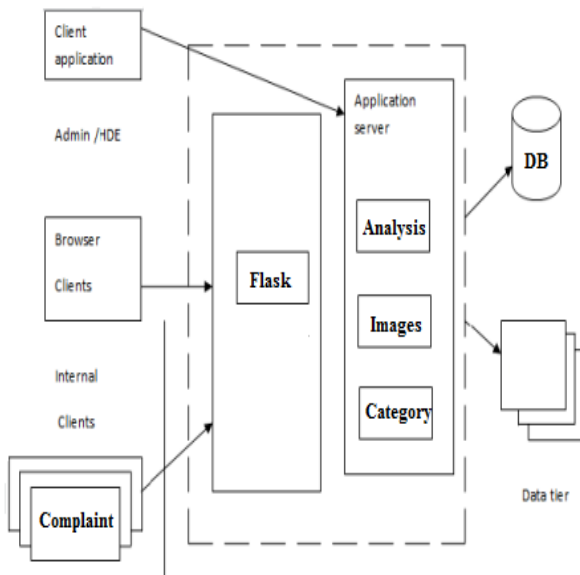 Client
application
Admin /HDE
Browser
Clients
Internal
Clients
Complaint
Flask
Application
server
Analysis
Images
Category
DB
Data tier